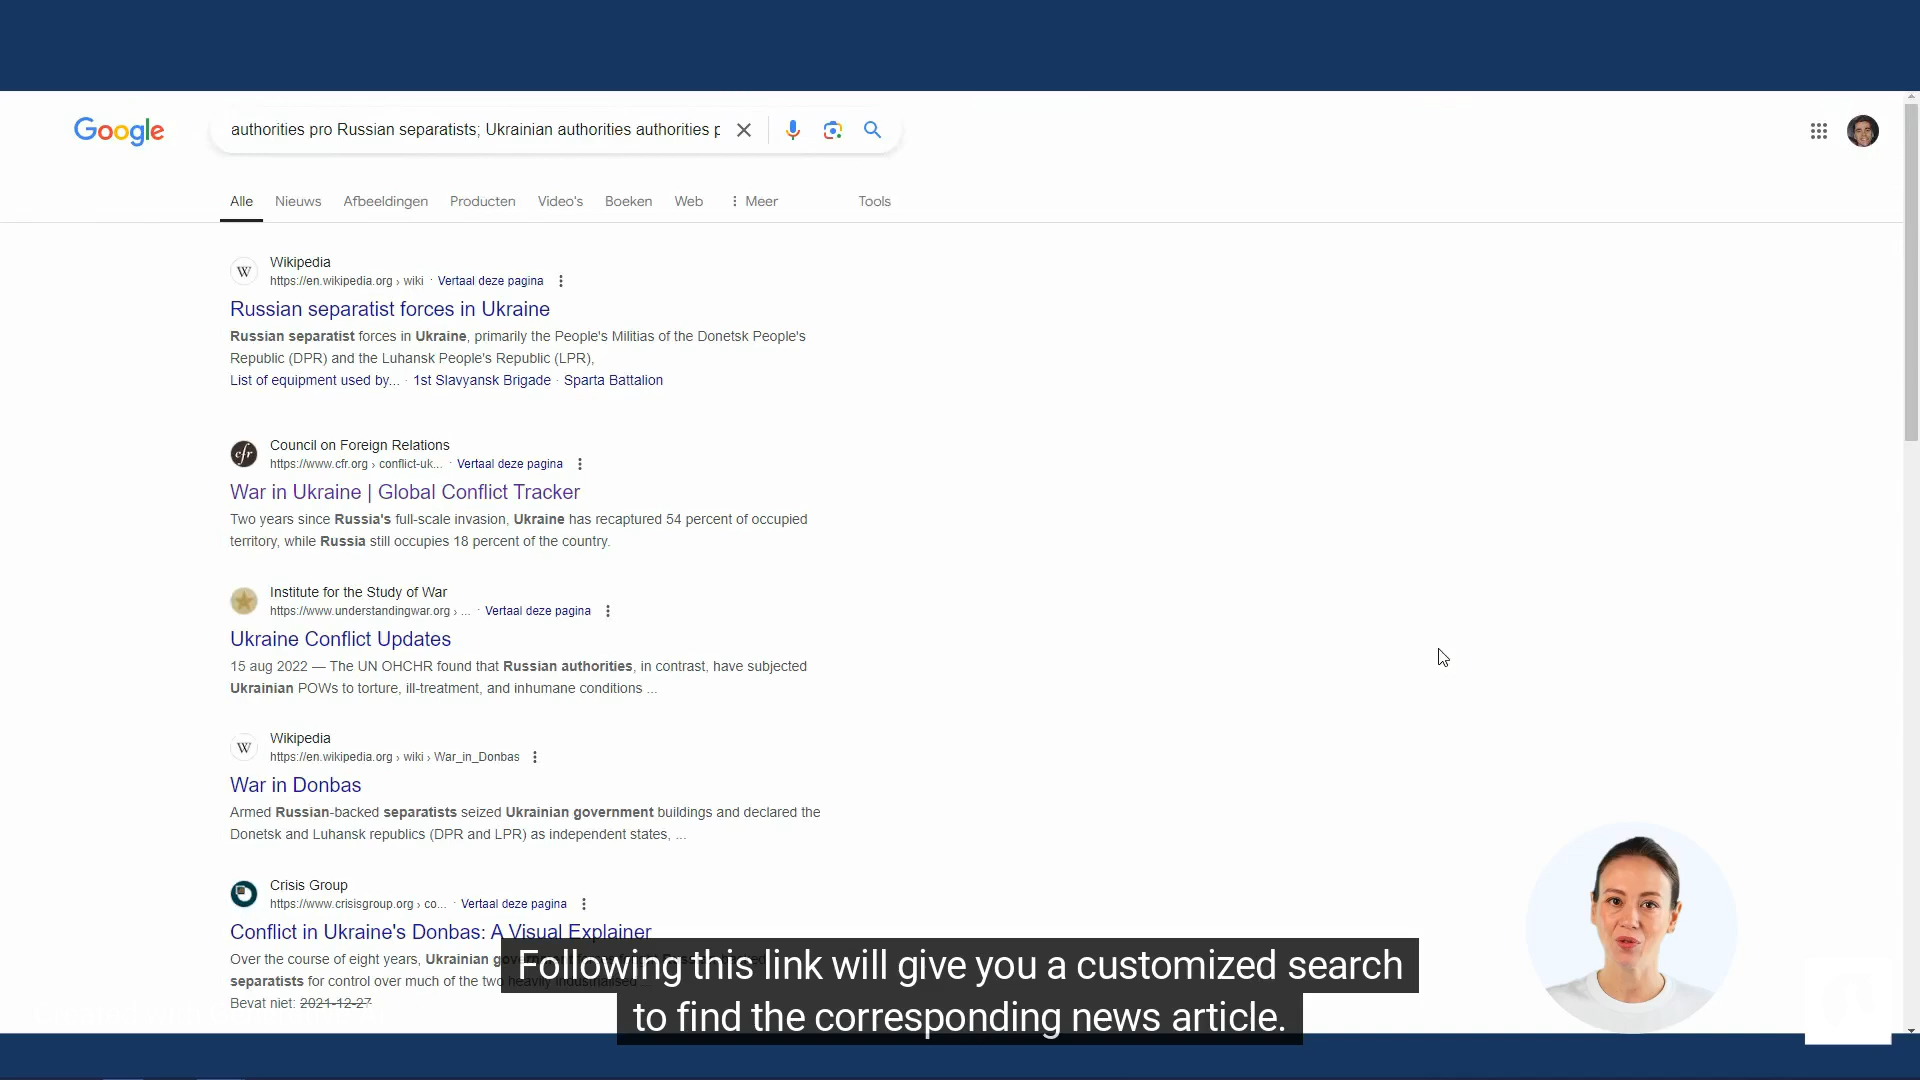 Google
authorities pro Russian separatists; Ukrainian authorities authorities p
Alle Nieuws Afbeeldingen Producten Video's Boeken Web Meer Tools
Wikipedia
https://en.wikipedia.org › wiki · Vertaal deze pagina
Russian separatist forces in Ukraine
Russian separatist forces in Ukraine, primarily the People's Militias of the Donetsk People's
Republic (DPR) and the Luhansk People's Republic (LPR),
List of equipment used by... · 1st Slavyansk Brigade · Sparta Battalion
Council on Foreign Relations
https://www.cfr.org › conflict-uk... · Vertaal deze pagina
War in Ukraine | Global Conflict Tracker
Two years since Russia's full-scale invasion, Ukraine has recaptured 54 percent of occupied
territory, while Russia still occupies 18 percent of the country.
Institute for the Study of War
https://www.understandingwar.org › ... · Vertaal deze pagina
Ukraine Conflict Updates
15 aug 2022 — The UN OHCHR found that Russian authorities, in contrast, have subjected
Ukrainian POWs to torture, ill-treatment, and inhumane conditions ...
Wikipedia
https://en.wikipedia.org › wiki › War_in_Donbas
War in Donbas
Armed Russian-backed separatists seized Ukrainian government buildings and declared the
Donetsk and Luhansk republics (DPR and LPR) as independent states, ...
Crisis Group
https://www.crisisgroup.org › co... · Vertaal deze pagina
Conflict in Ukraine's Donbas: A Visual Explainer
Over the course of eight years, Ukrainian
separatists for control over much of the two heavily industrialised ...
Bevat niet: 2021-12-27
Following this link will give you a customized search
to find the corresponding news article.